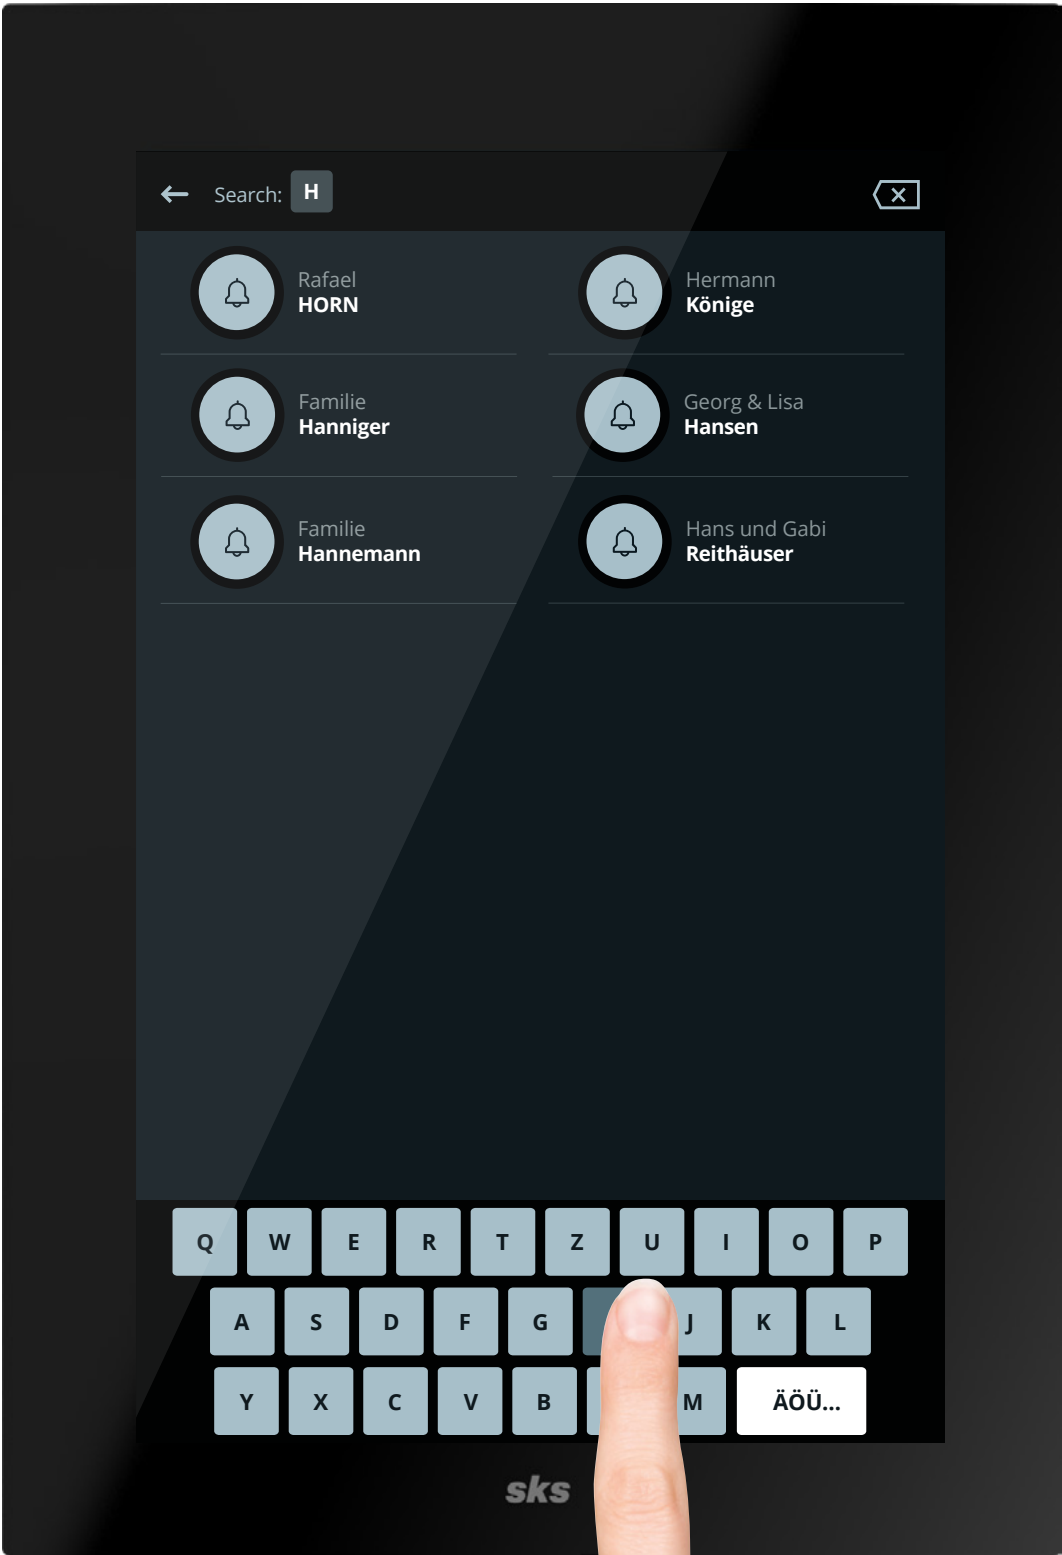 Search: H
Rafael
HORN
Hermann
Könige
Familie
Hanniger
Georg & Lisa
Hansen
Familie
Hannemann
Hans und Gabi
Reithäuser
Q W E R T Z U I O P
A S D F G J K L
Y X C V B M ÄÖÜ...
sks